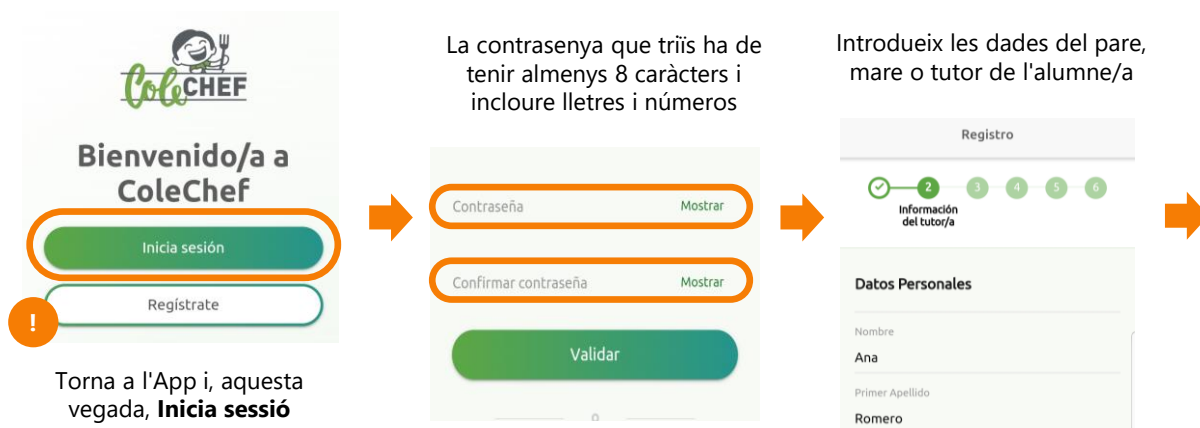 ColeCHEF
Bienvenido/a a
ColeChef
Inicia sesión
Regístrate
!
Torna a l'App i, aquesta
vegada, Inicia sessió
La contrasenya que triïs ha de
tenir almenys 8 caràcters i
incloure lletres i números
Contraseña Mostrar
Confirmar contraseña Mostrar
Validar
o
Introdueix les dades del pare,
mare o tutor de l'alumne/a
Registro
2 3 4 5 6
Información
del tutor/a
Datos Personales
Nombre
Ana
Primer Apellido
Romero